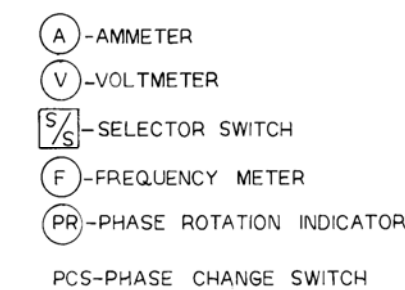 A -AMMETER
V -VOLTMETER
S/S -SELECTOR SWITCH
F -FREQUENCY METER
PR -PHASE ROTATION INDICATOR
PCS-PHASE CHANGE SWITCH